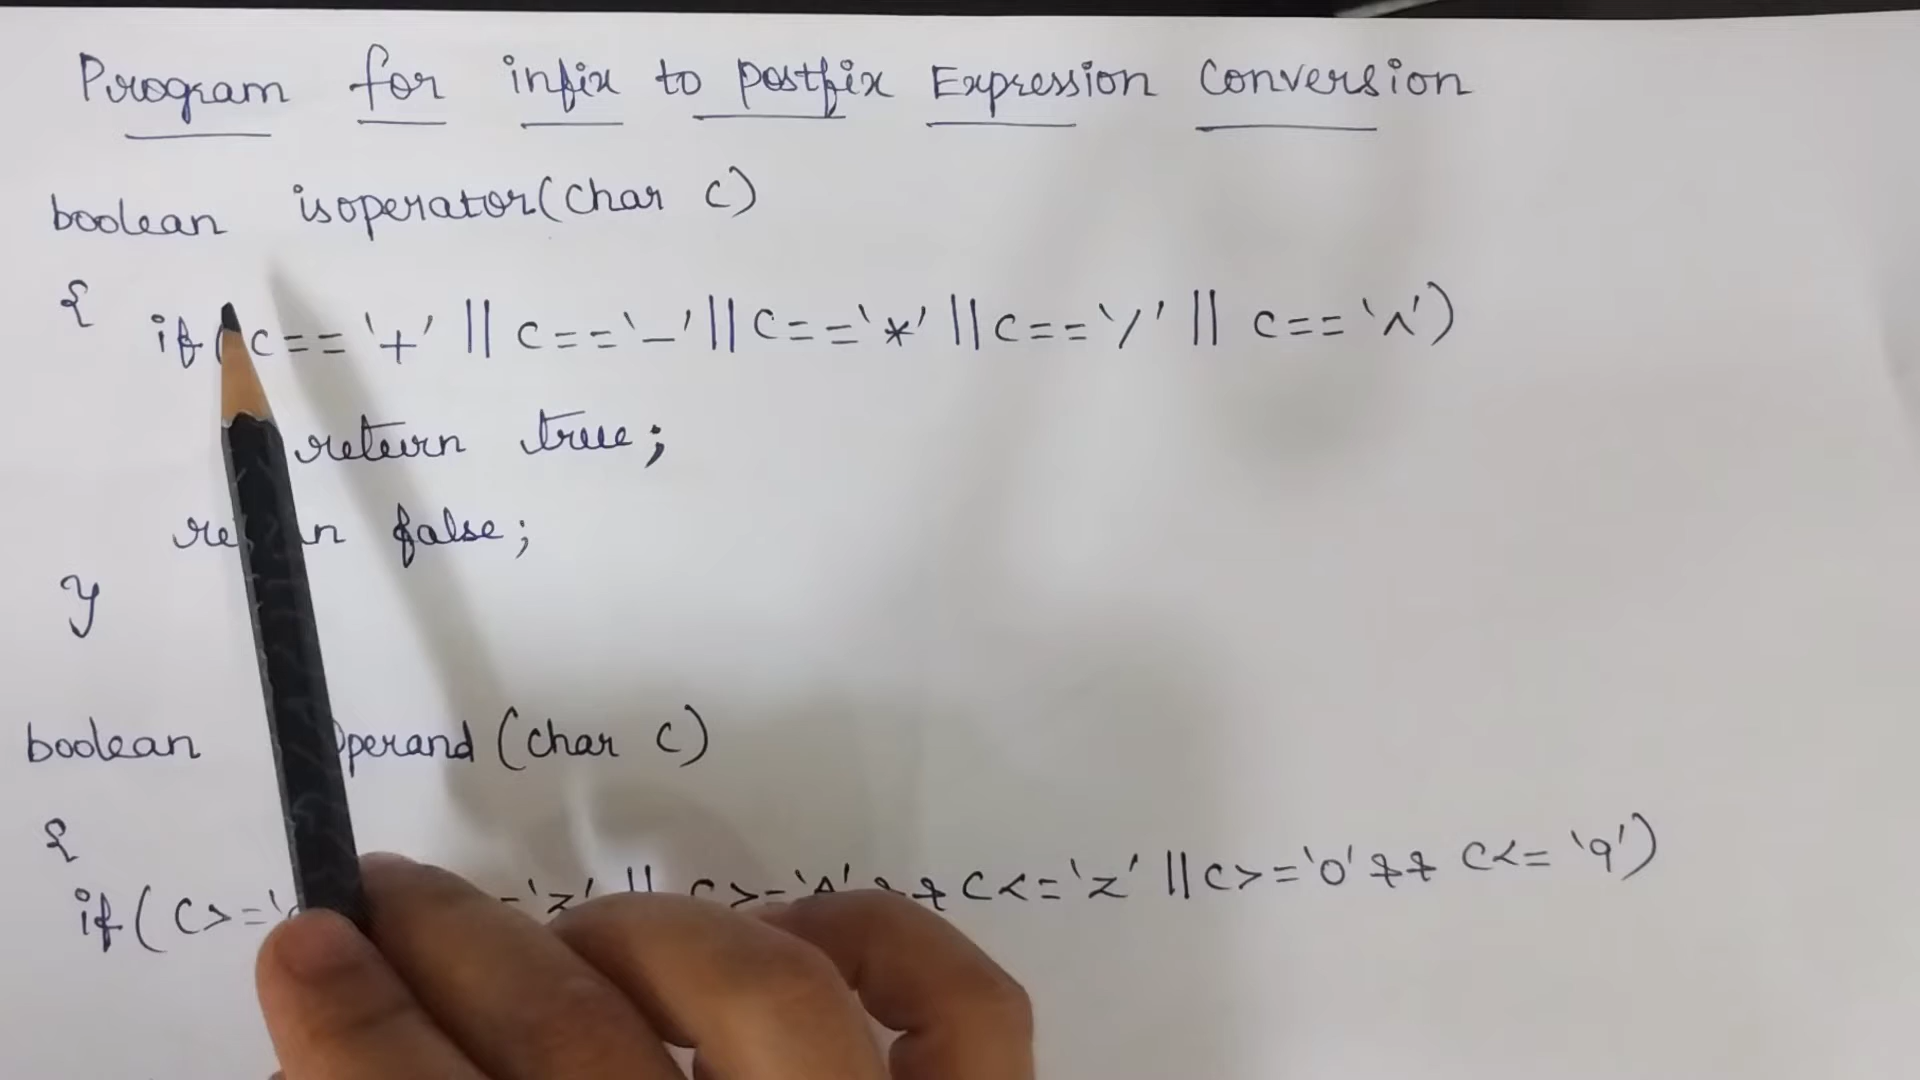 Program for infix to postfix Expression Conversion
boolean isoperator(char c)
{ if(c=='+' || c=='-' || c=='*' || c=='/' || c=='^')
return true;
false;
}
boolean (char c)
{
if(c>=' 'z' || c>='A' && c<='z' || c>='0' && c<= '9')